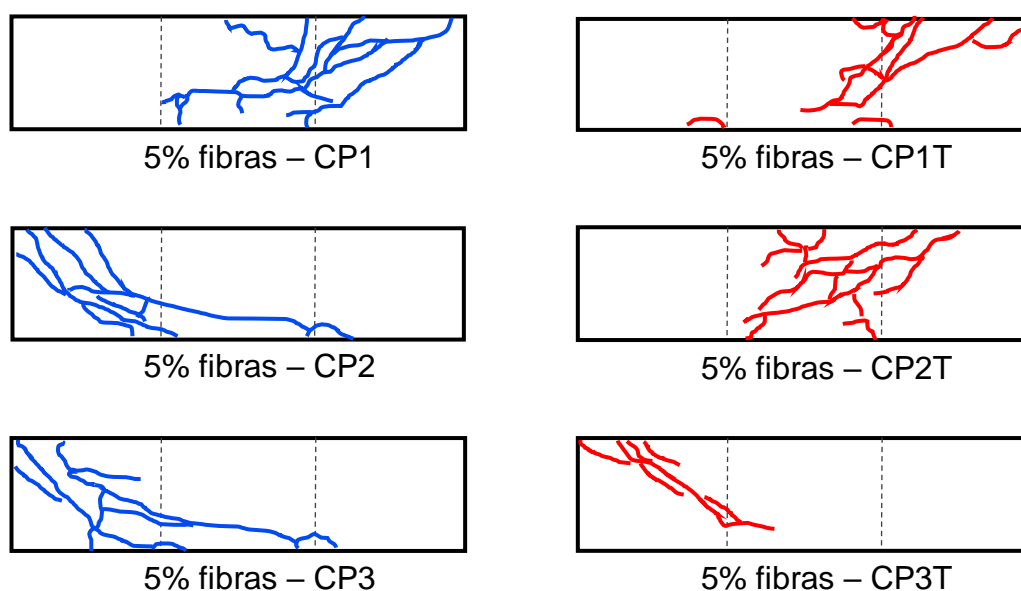 5% fibras – CP1
5% fibras – CP1T
5% fibras – CP2
5% fibras – CP2T
5% fibras – CP3
5% fibras – CP3T